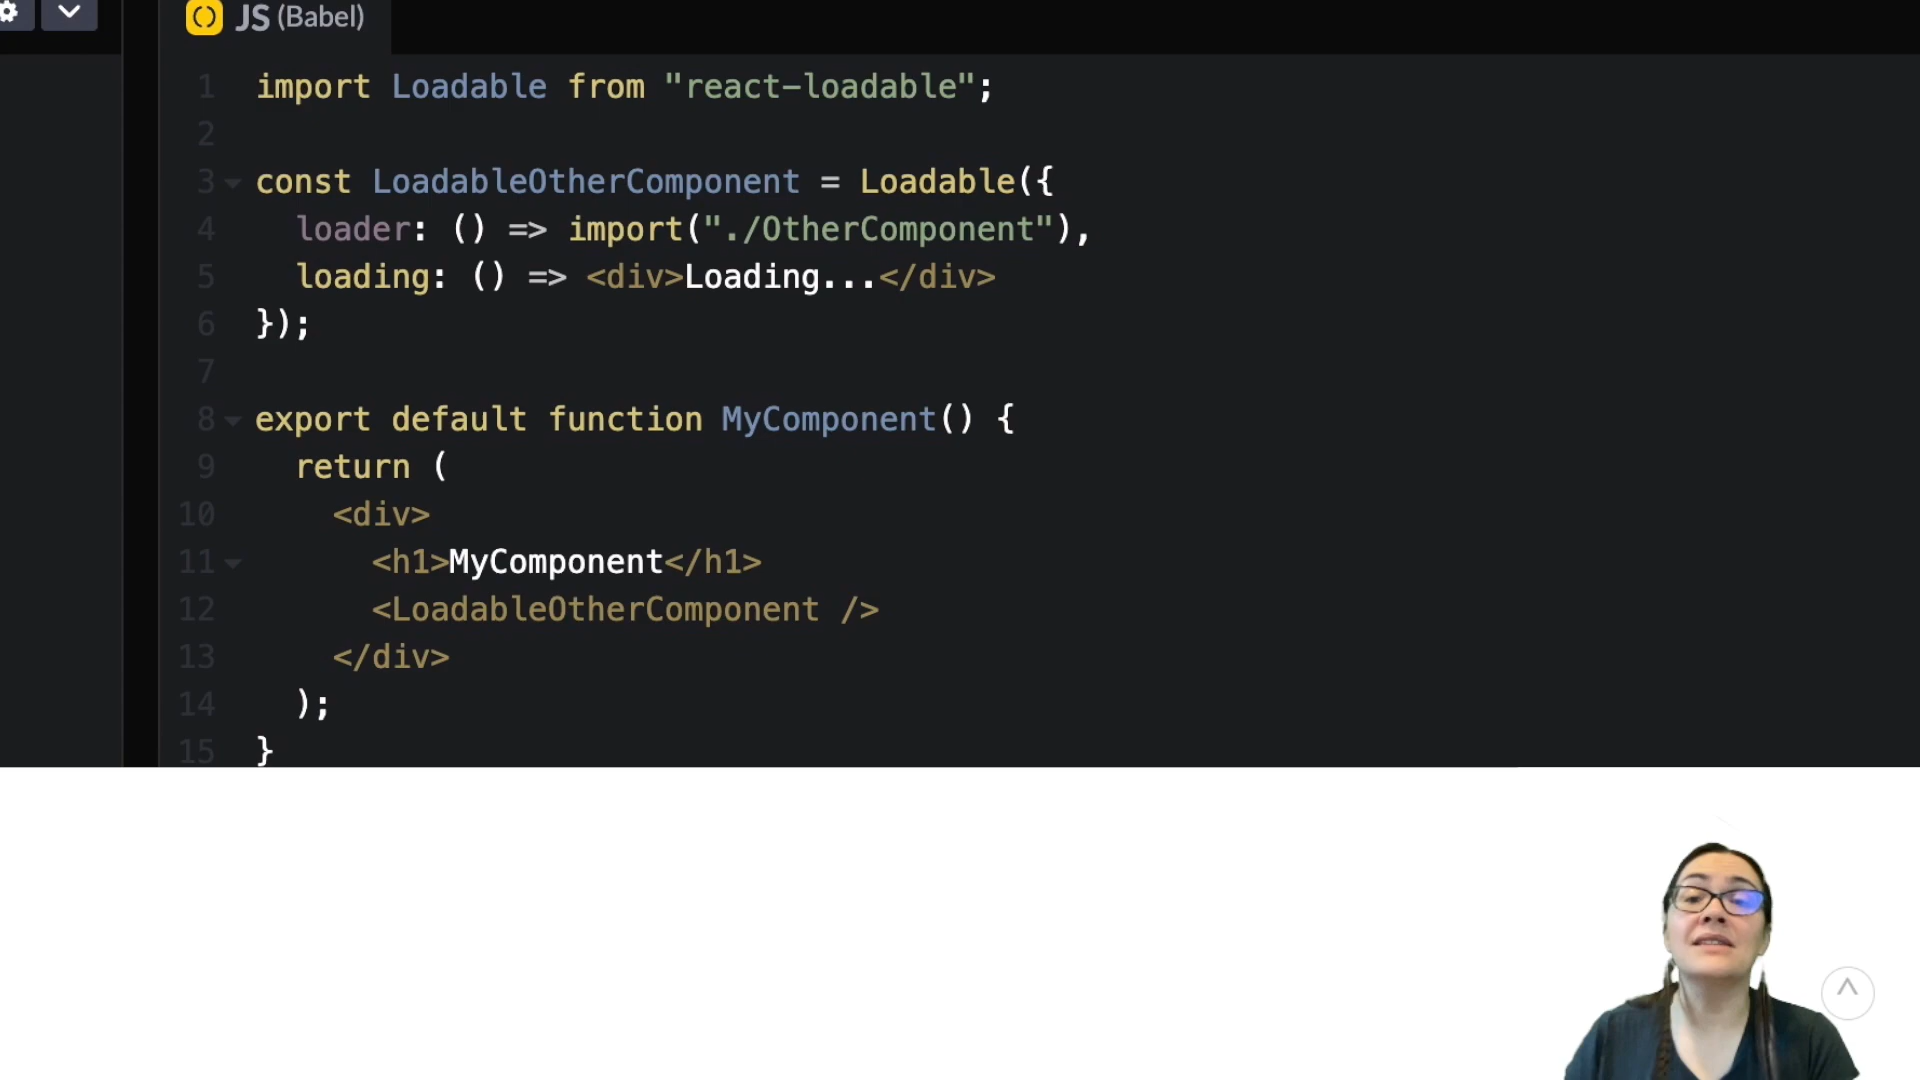 JS (Babel)
1 import Loadable from "react-loadable";
2
3 const LoadableOtherComponent = Loadable({
4 loader: () => import("./OtherComponent"),
5 loading: () => <div>Loading...</div>
6 });
7
8 export default function MyComponent() {
9 return (
10 <div>
11 <h1>MyComponent</h1>
12 <LoadableOtherComponent />
13 </div>
14 );
15 }